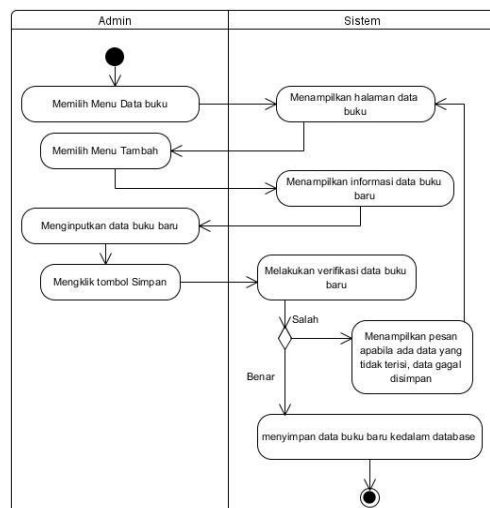 Admin
Sistem
Memilih Menu Data buku
Menampilkan halaman data
buku
Memilih Menu Tambah
Menampilkan informasi data buku
baru
Menginputkan data buku baru
Mengklik tombol Simpan
Melakukan verifikasi data buku
baru
Salah
Menampilkan pesan
apabila ada data yang
tidak terisi, data gagal
disimpan
Benar
menyimpan data buku baru kedalam database